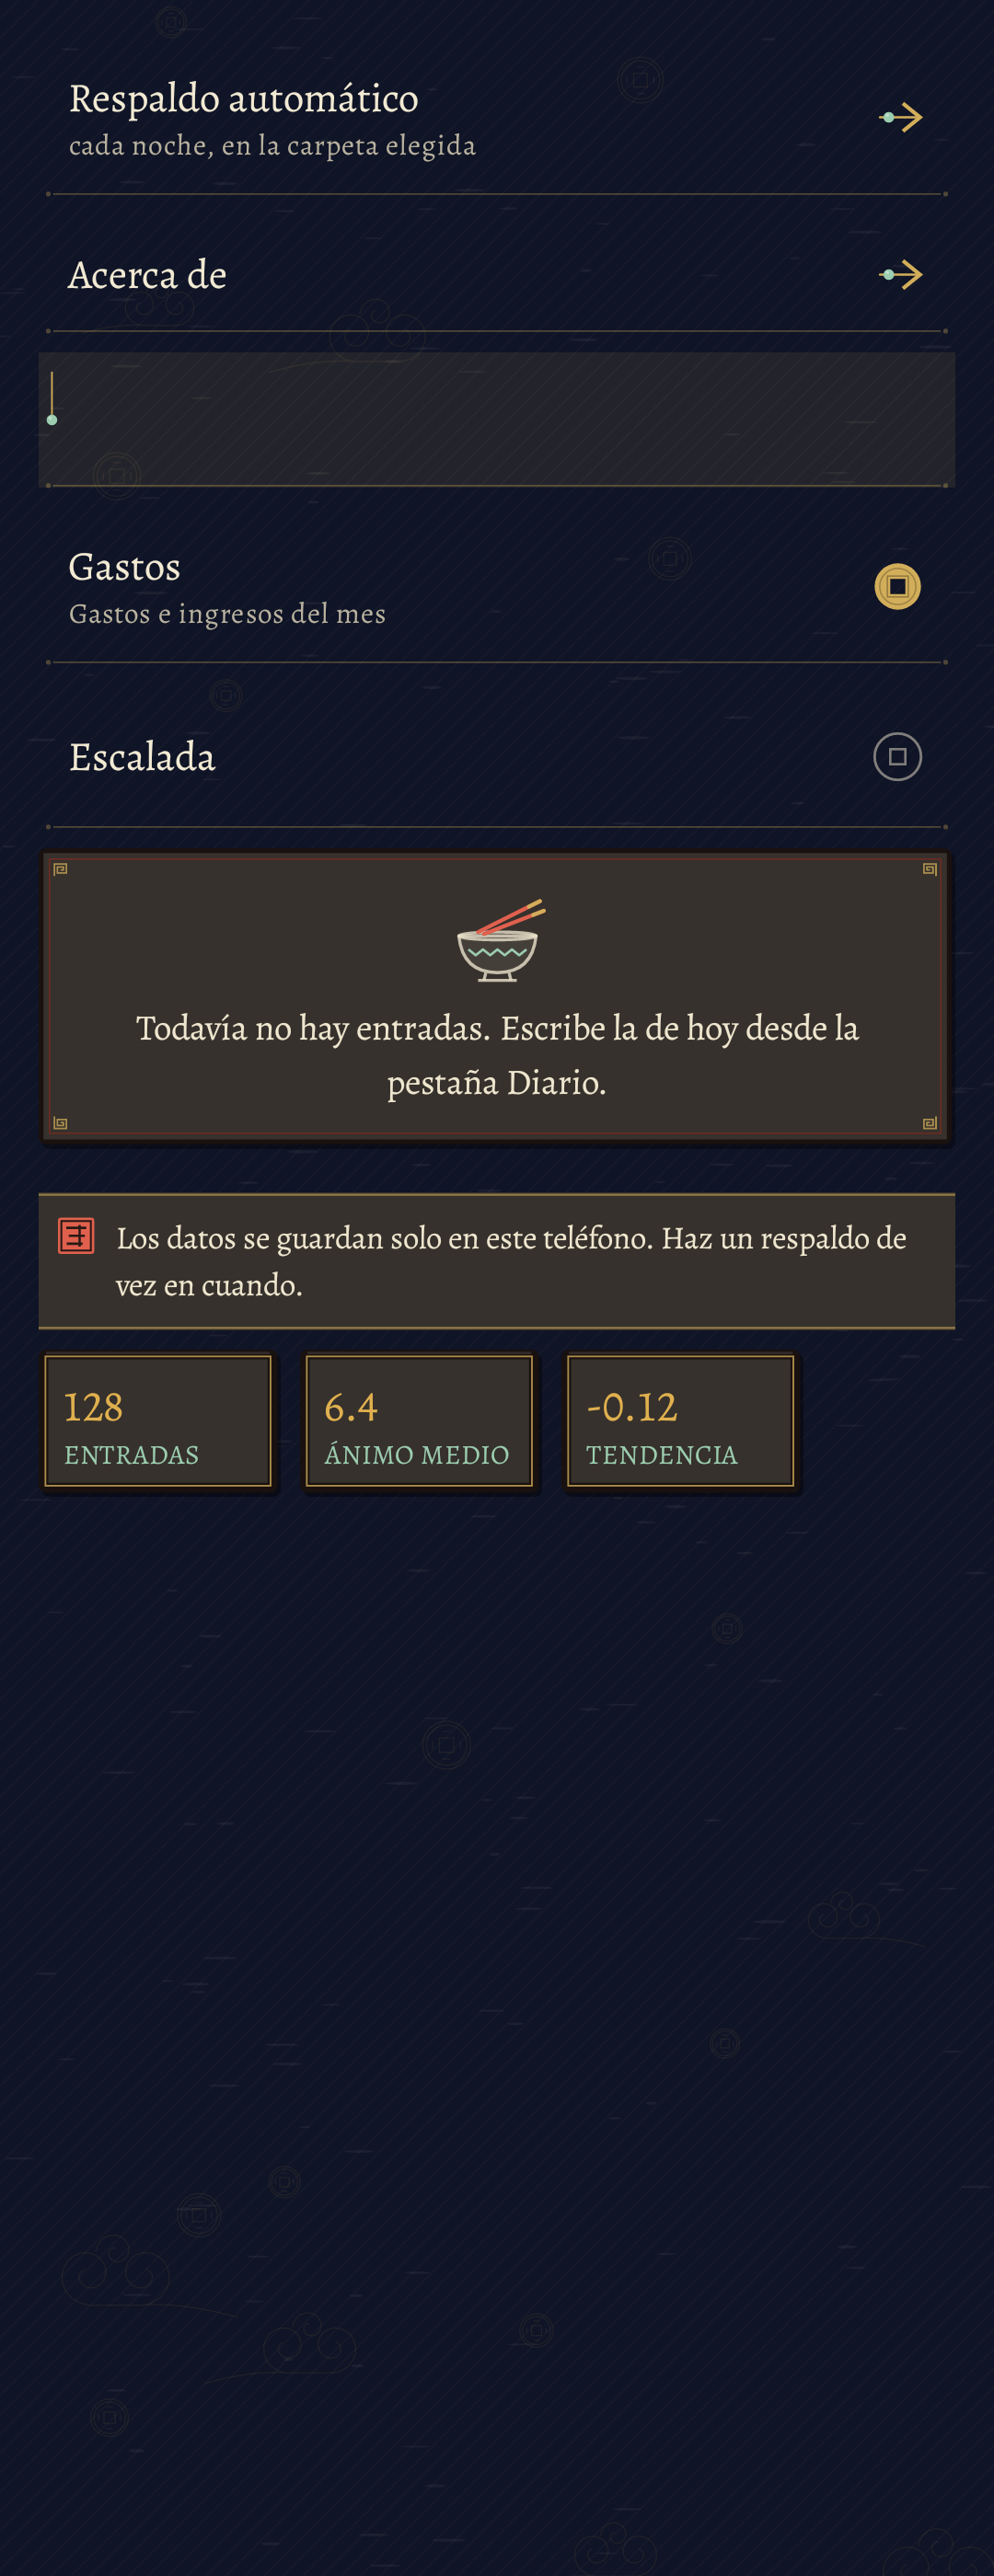 Respaldo automático
cada noche, en la carpeta elegida
Acerca de
Gastos
Gastos e ingresos del mes
Escalada
Todavía no hay entradas. Escribe la de hoy desde la
pestaña Diario.
Los datos se guardan solo en este teléfono. Haz un respaldo de
vez en cuando.
128
ENTRADAS
6.4
ÁNIMO MEDIO
-0.12
TENDENCIA